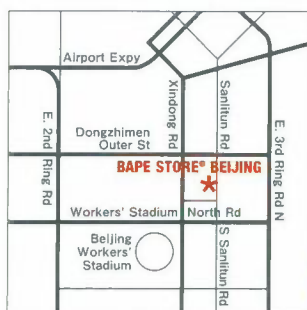 Airport Expy
Xindong Rd
Sanlitun Rd
E. 2nd Ring Rd
E. 3rd Ring Rd N
Dongzhimen
Outer St
BAPE STORE® BEIJING
Workers' Stadium North Rd
Beijing
Workers'
Stadium
S Sanlitun Rd